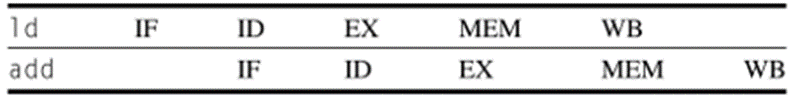 ld IF ID EX MEM WB
add IF ID EX MEM WB